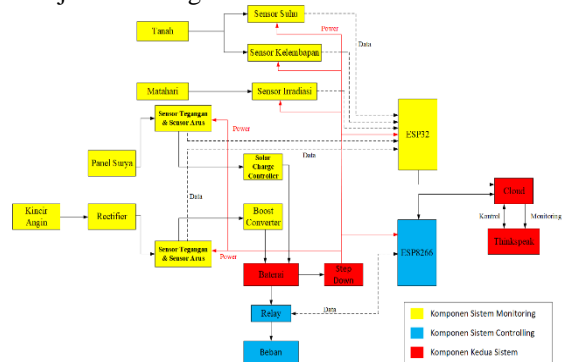 Sensor Suhu
Tanah
Power
Data
Sensor Kelembapan
Matahari
Sensor Irradiasi
Sensor Tegangan
& Sensor Arus
Power
ESP32
Panel Surya
Data
Solar
Charge
Controller
Data
Cloud
Kincir
Angin
Rectifier
Boost
Converter
Kontrol
Monitoring
Sensor Tegangan
& Sensor Arus
Power
ESP8266
Thinkspeak
Baterai
Step
Down
Relay
Data
Beban
Komponen Sistem Monitoring
Komponen Sistem Controlling
Komponen Kedua Sistem